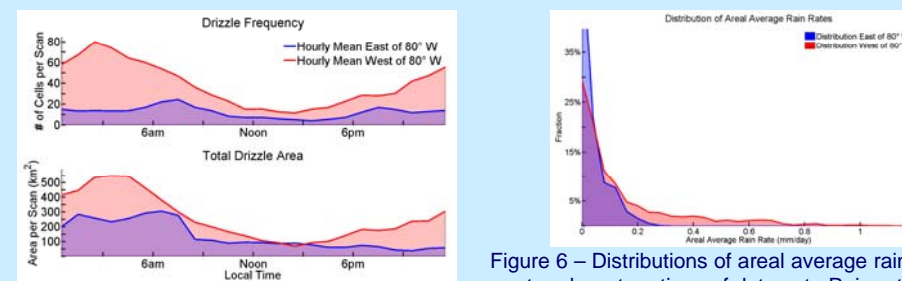 Drizzle Frequency
# of Cells per Scan
80
60
40
20
0
Hourly Mean East of 80° W
Hourly Mean West of 80° W
6am
Noon
6pm
Total Drizzle Area
Area per Scan (km²)
500
400
300
200
100
6am
Noon
6pm
Local Time
Distribution of Areal Average Rain Rates
Distribution East of 80°
Distribution West of 80°
Fraction
35%
25%
15%
5%
0
0.2
0.4
0.6
0.8
1
Areal Average Rain Rate (mm/day)
Figure 6 – Distributions of areal average rain